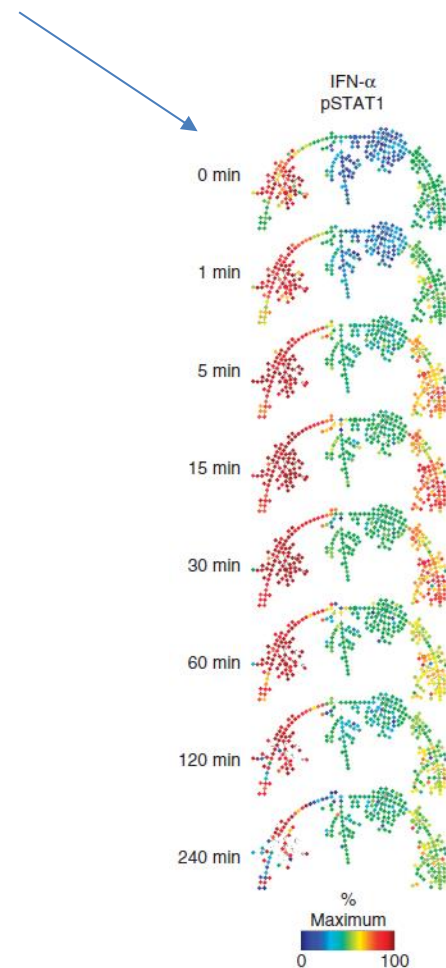 IFN-α
pSTAT1
0 min
1 min
5 min
15 min
30 min
60 min
120 min
240 min
%
Maximum
0 100